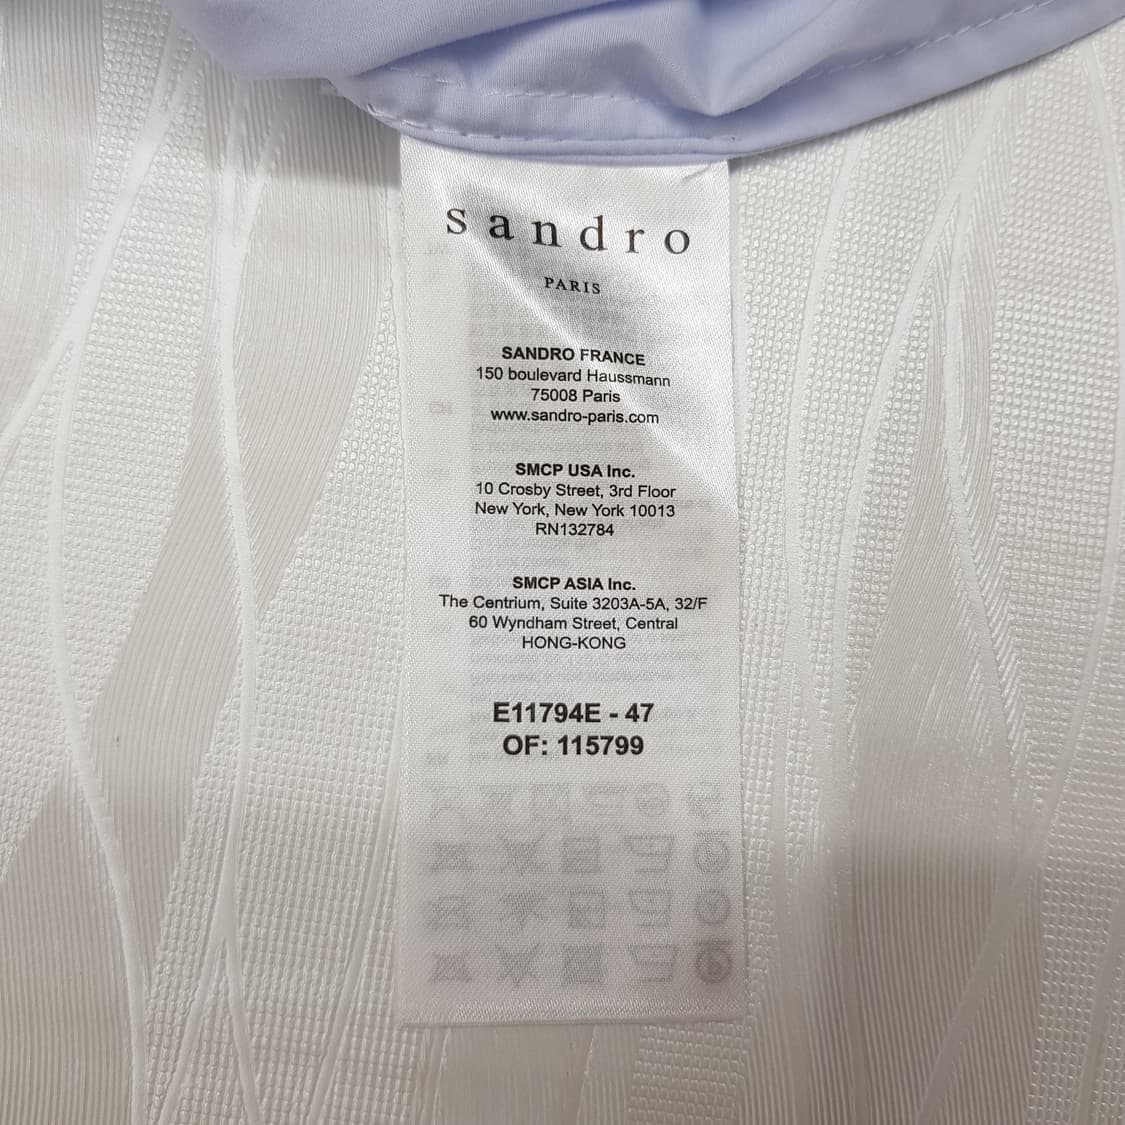 sandro
PARIS
SANDRO FRANCE
150 boulevard Haussmann
75008 Paris
www.sandro-paris.com
SMCP USA Inc.
10 Crosby Street, 3rd Floor
New York, New York 10013
RN132784
SMCP ASIA Inc.
The Centrium, Suite 3203A-5A, 32/F
60 Wyndham Street, Central
HONG-KONG
E11794E - 47
OF: 115799